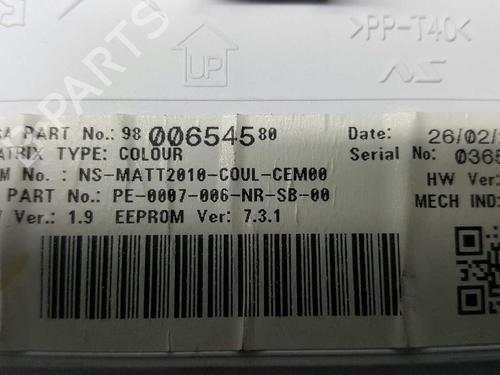 >PP-T40<
UP
PART No.: 98 006545 80 Date: 26/02/
TYPE: COLOUR Serial No: 0365
No.: NS-MATT2010-COUL-CEM00 HW Ver:
PART No.: PE-0007-006-NR-SB-00 MECH IND:
Ver.: 1.9 EEPROM Ver: 7.3.1